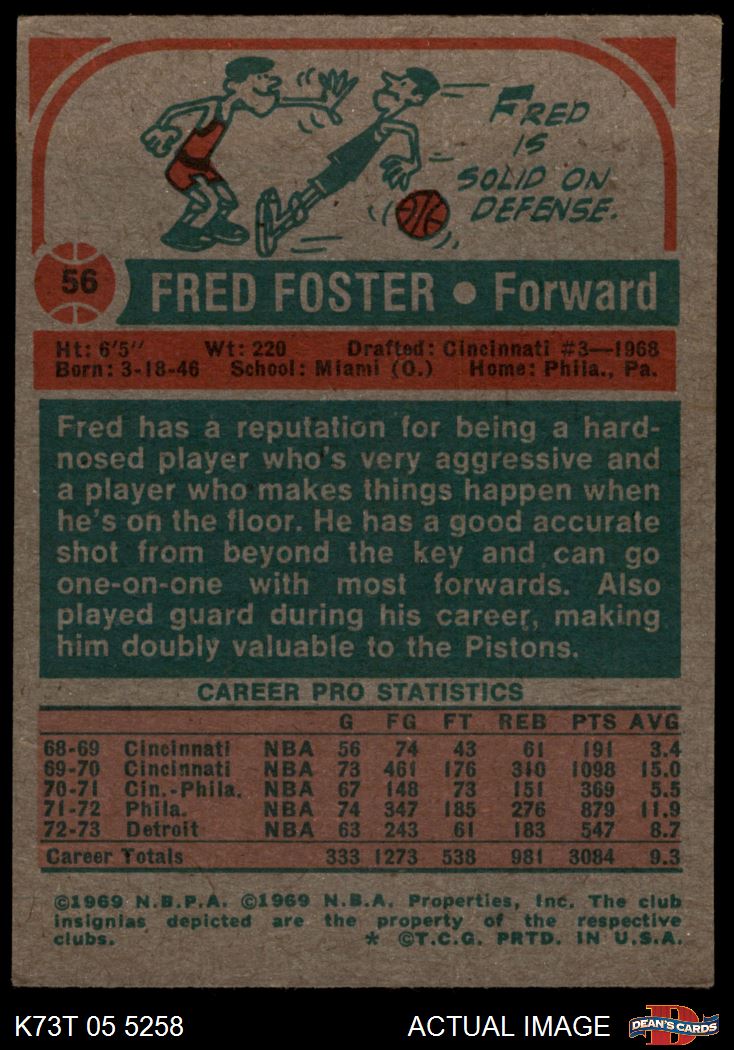 FRED
IS
SOLID ON
DEFENSE.
56 FRED FOSTER • Forward
Ht: 6'5" Wt: 220 Drafted: Cincinnati #3—1968
Born: 3-18-46 School: Miami (O.) Home: Phila., Pa.
Fred has a reputation for being a hard-
nosed player who's very aggressive and
a player who makes things happen when
he's on the floor. He has a good accurate
shot from beyond the key and can go
one-on-one with most forwards. Also
played guard during his career, making
him doubly valuable to the Pistons.
CAREER PRO STATISTICS
G FG FT REB PTS AVG
68-69 Cincinnati NBA 56 74 43 61 191 3.4
69-70 Cincinnati NBA 73 461 176 310 1098 15.0
70-71 Cin.-Phila. NBA 67 148 73 151 369 5.5
71-72 Phila. NBA 74 347 185 276 879 11.9
72-73 Detroit NBA 63 243 61 183 547 8.7
Career Totals 333 1273 538 981 3084 9.3
©1969 N.B.P.A. ©1969 N.B.A. Properties, Inc. The club
insignias depicted are the property of the respective
clubs. * ©T.C.G. PRTD. IN U.S.A.
K73T 05 5258 ACTUAL IMAGE DEAN'S CARDS